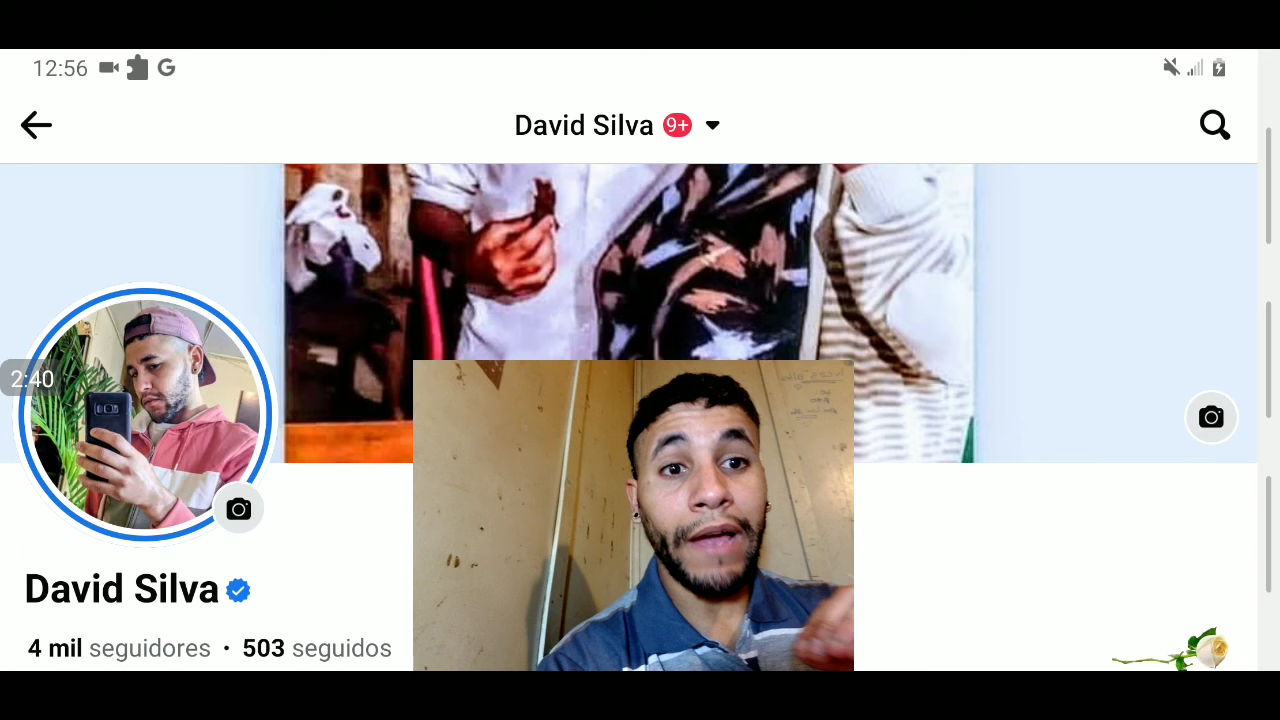 12:56
David Silva 9+
2:40
David Silva
4 mil seguidores · 503 seguidos